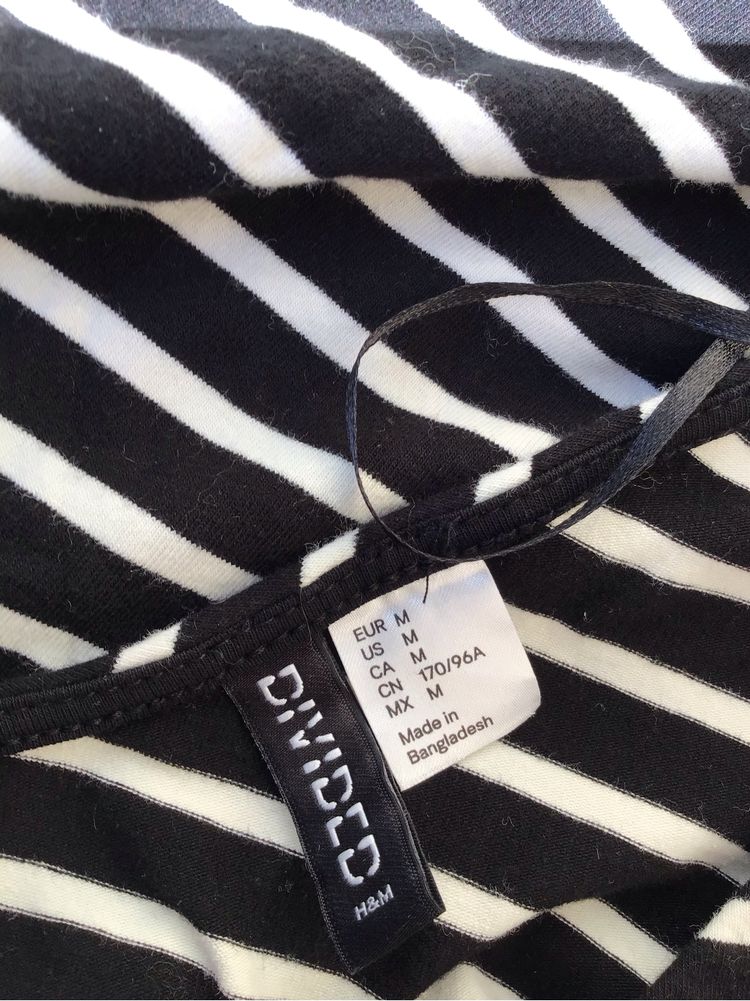 EUR M
US M
CA M
CN 170/96A
MX M
Made in
Bangladesh
DIVIDED
H&M